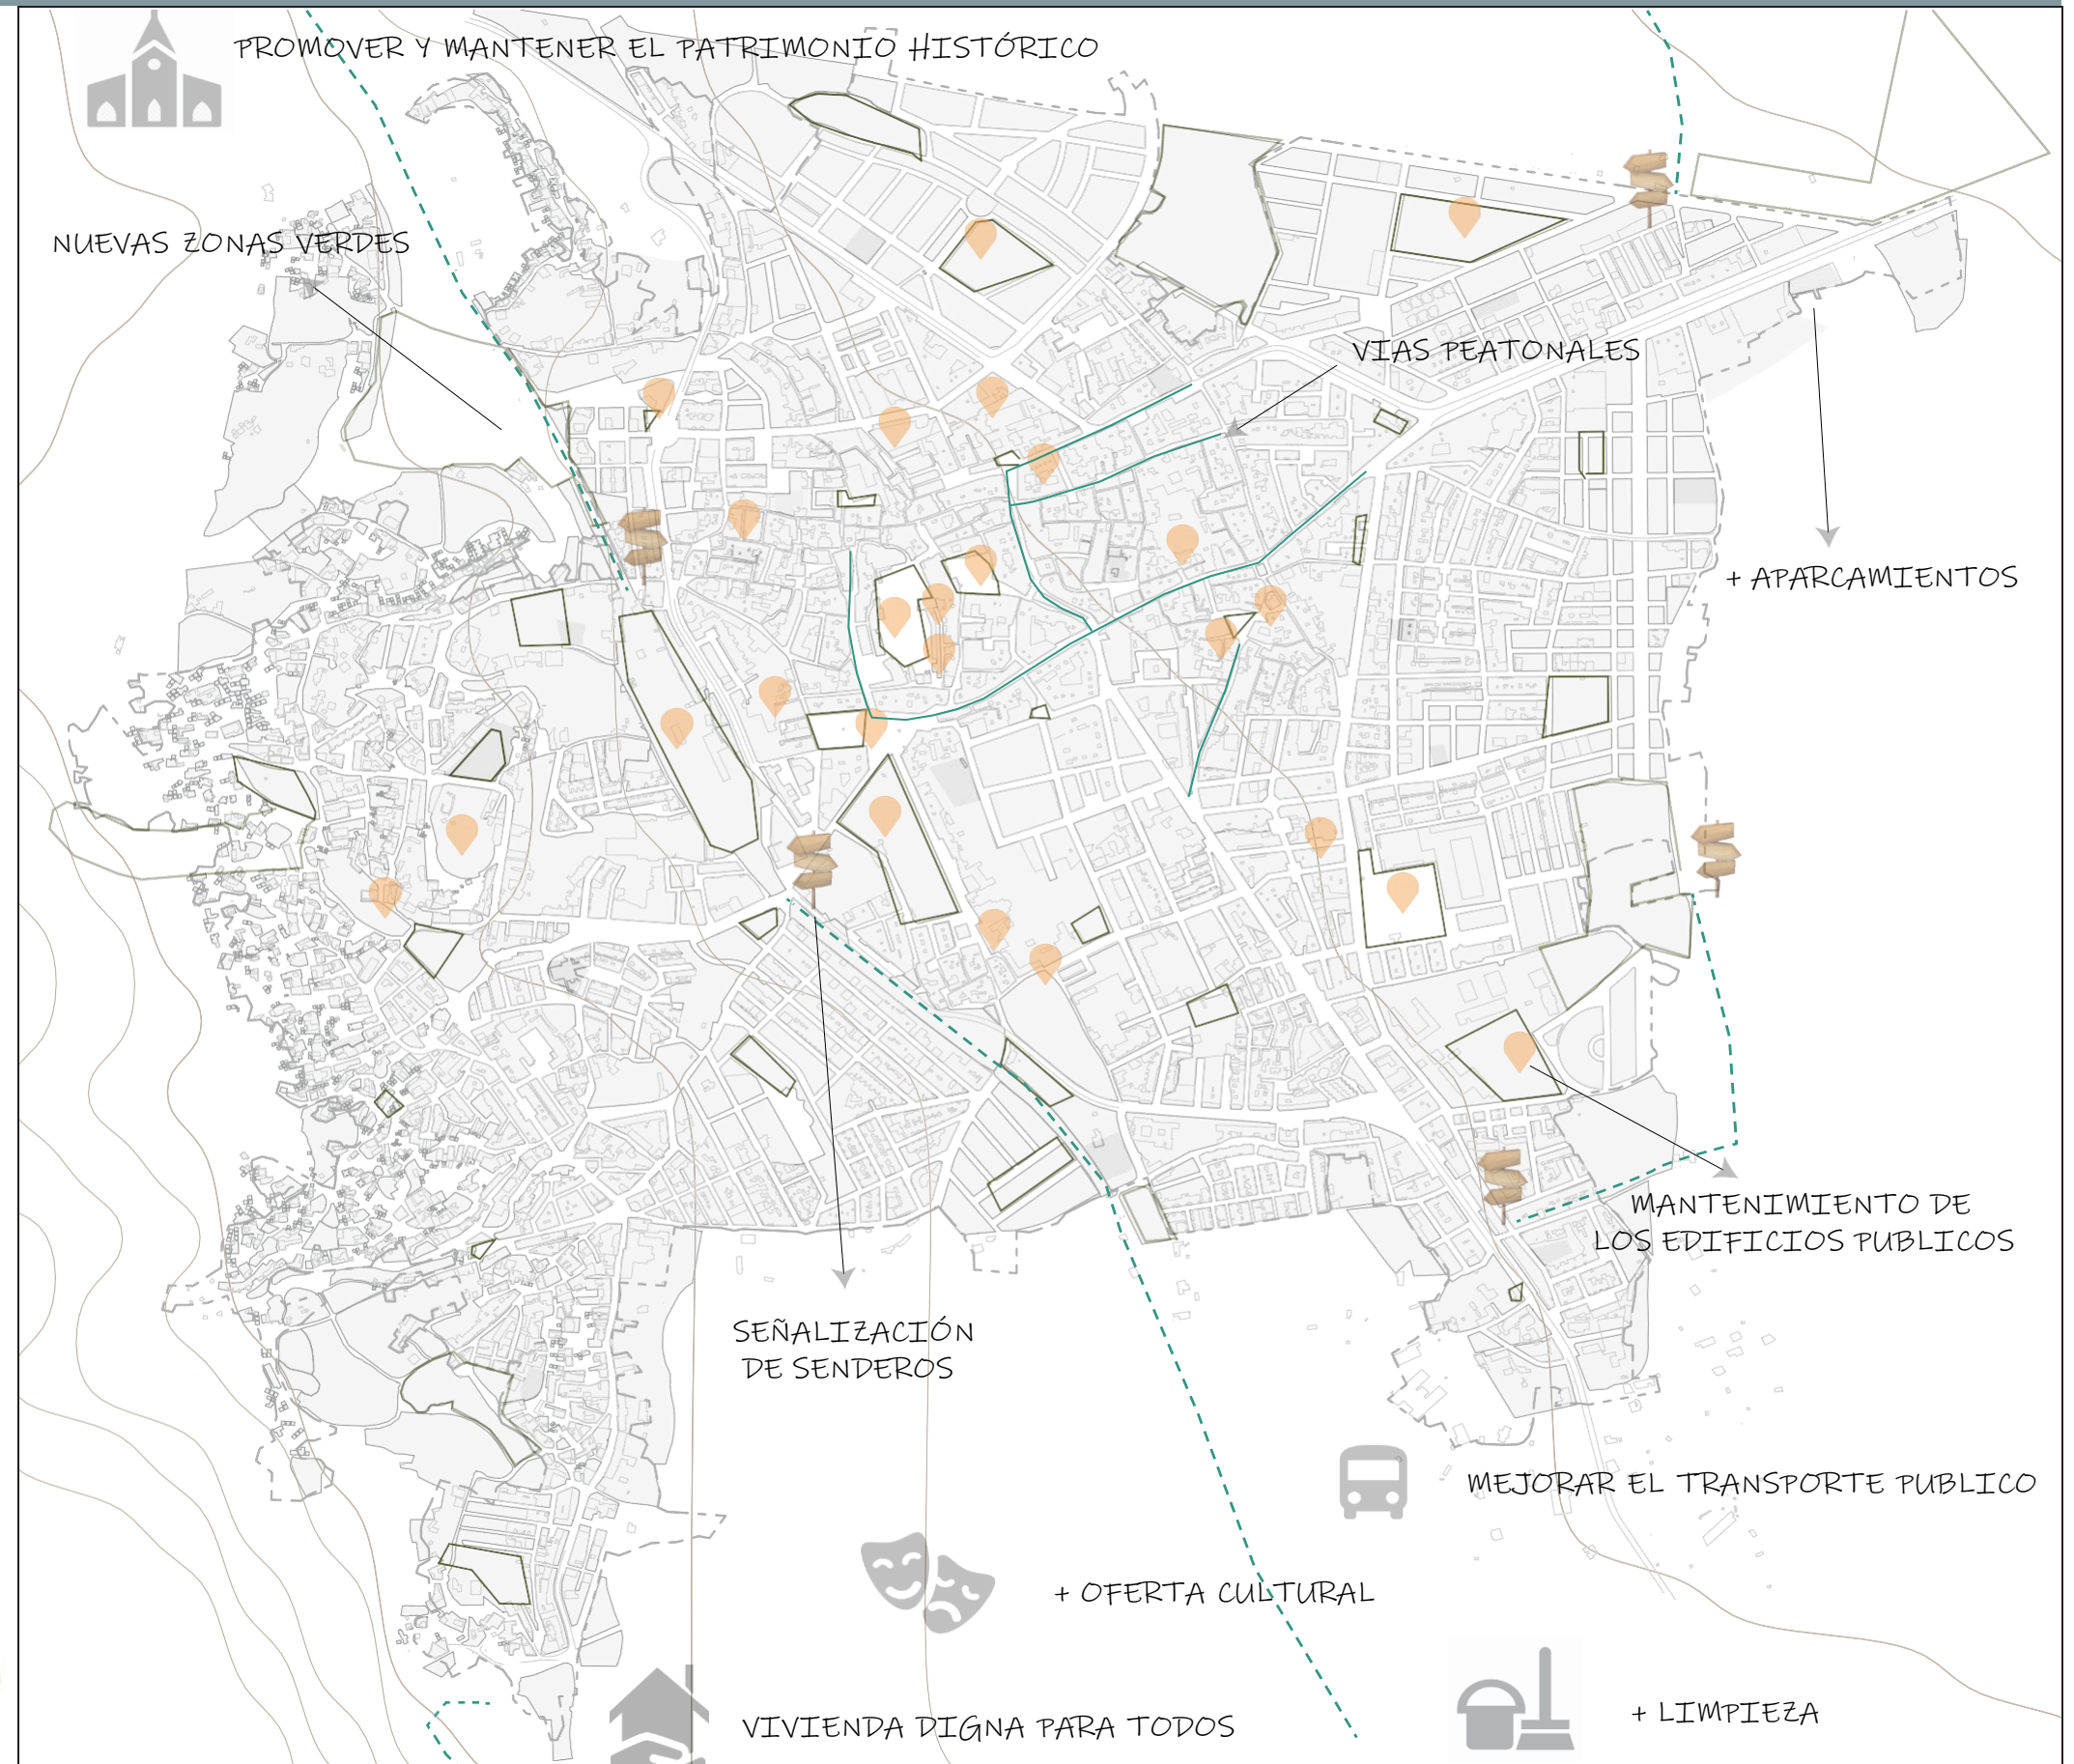 PROMOVER Y MANTENER EL PATRIMONIO HISTÓRICO
NUEVAS ZONAS VERDES
VIAS PEATONALES
+ APARCAMIENTOS
MANTENIMIENTO DE
LOS EDIFICIOS PUBLICOS
SEÑALIZACIÓN
DE SENDEROS
MEJORAR EL TRANSPORTE PUBLICO
+ OFERTA CULTURAL
+ LIMPIEZA
VIVIENDA DIGNA PARA TODOS